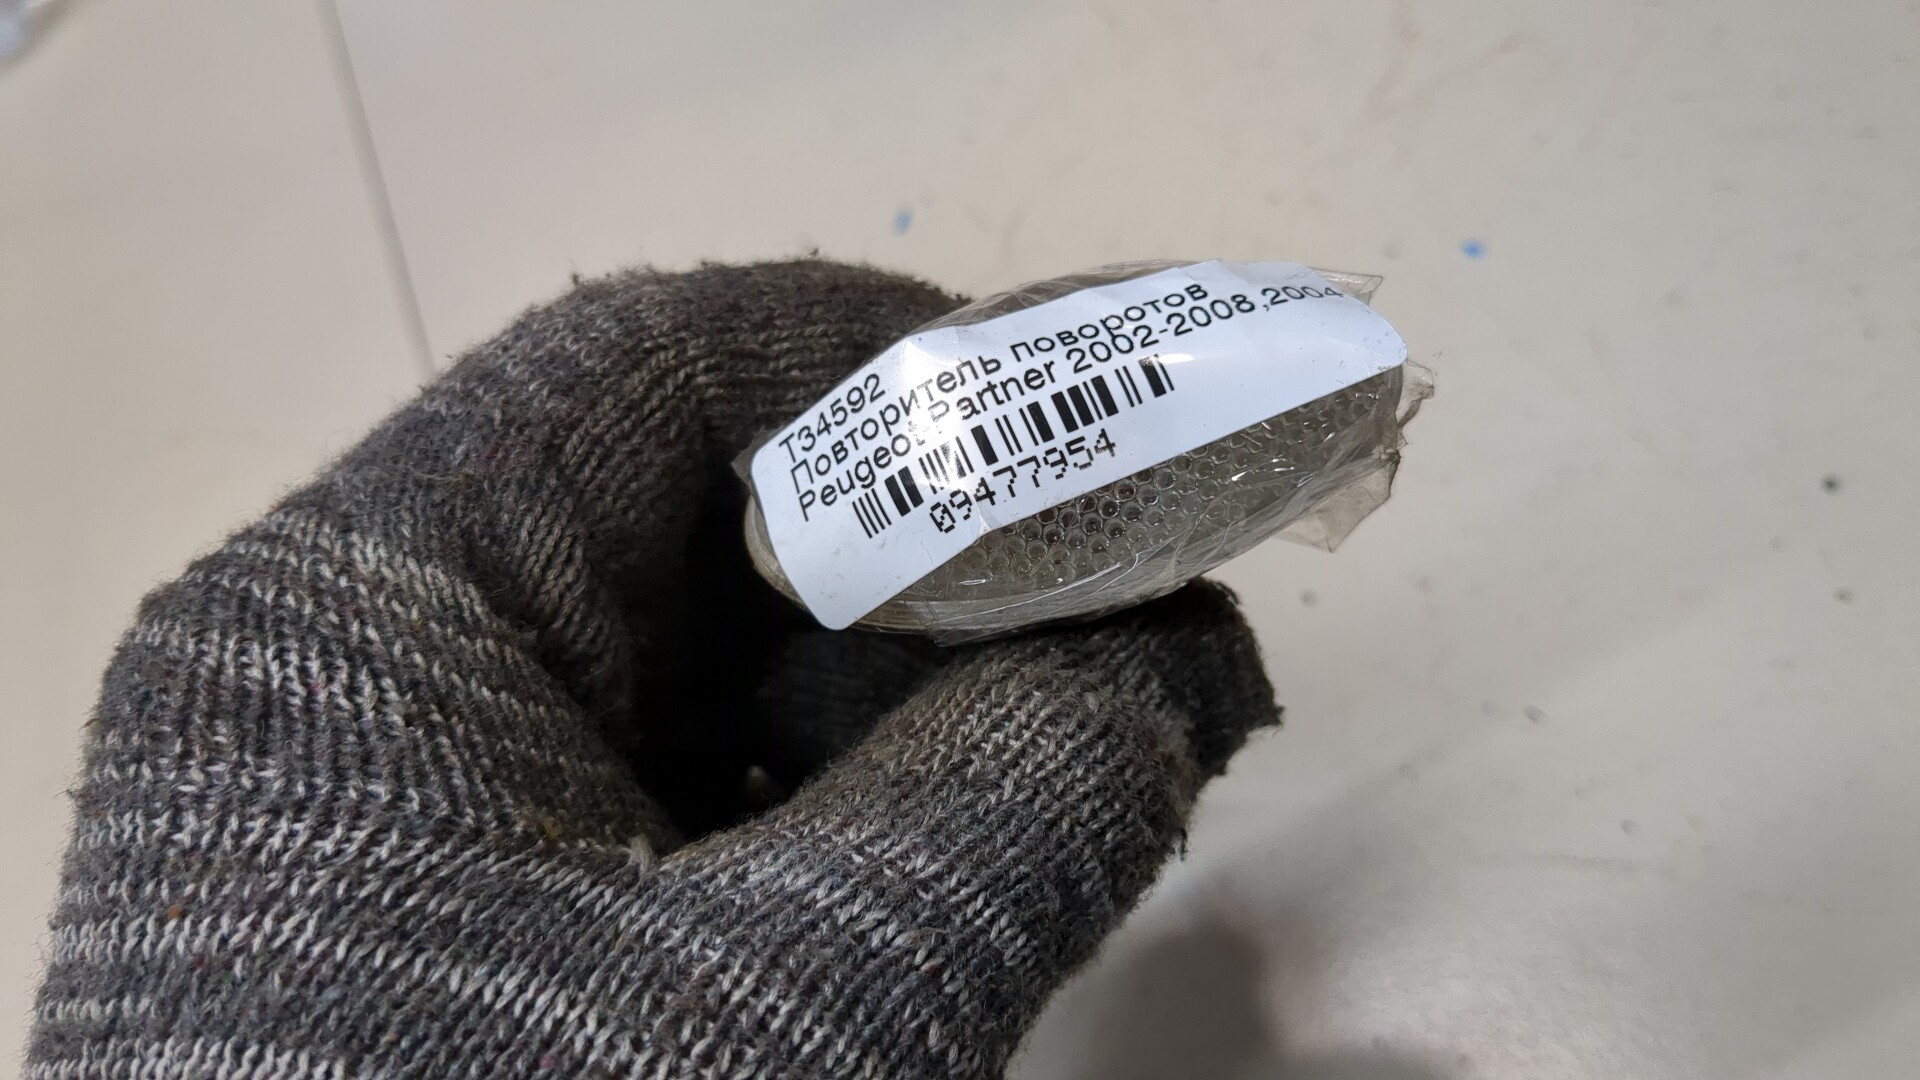 T34592
Повторитель поворотов
Peugeot Partner 2002-2008,2004
09477954